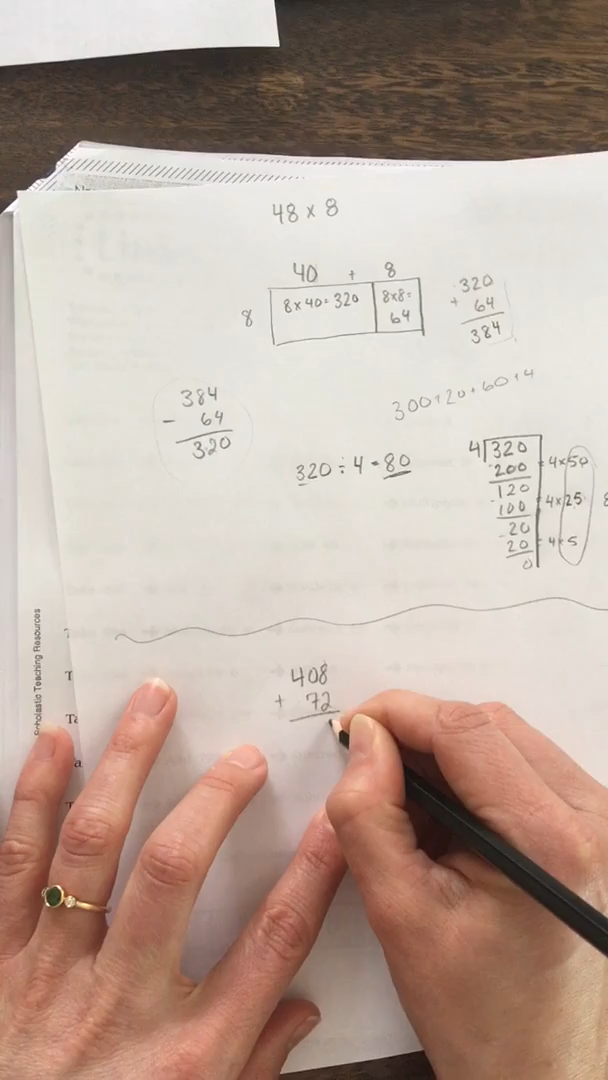 48 x 8
40 + 8
8
8x40=320
8x8=
64
320
+ 64
384
300+20+60+4
384
- 64
320
320 ÷ 4 = 80
4 320
-200 = 4x50
120
100 = 4x25
-20
20 = 4x5
0
8
408
+ 72
Scholastic Teaching Resources
T
T
Ta
a
T